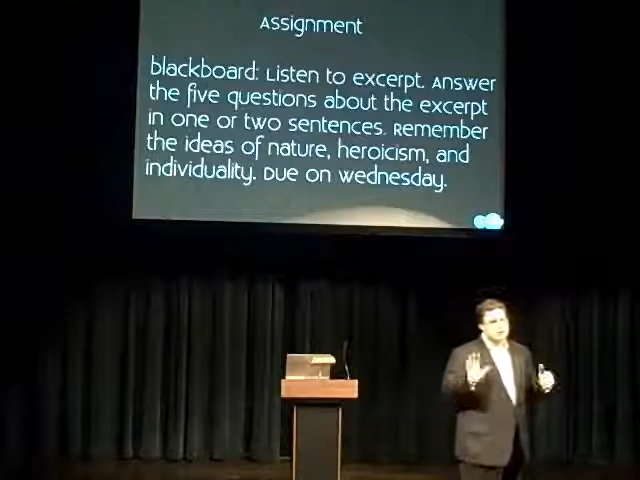 Assignment
blackboard: Listen to excerpt. Answer
the five questions about the excerpt
in one or two sentences. Remember
the ideas of nature, heroicism, and
individuality. Due on wednesday.